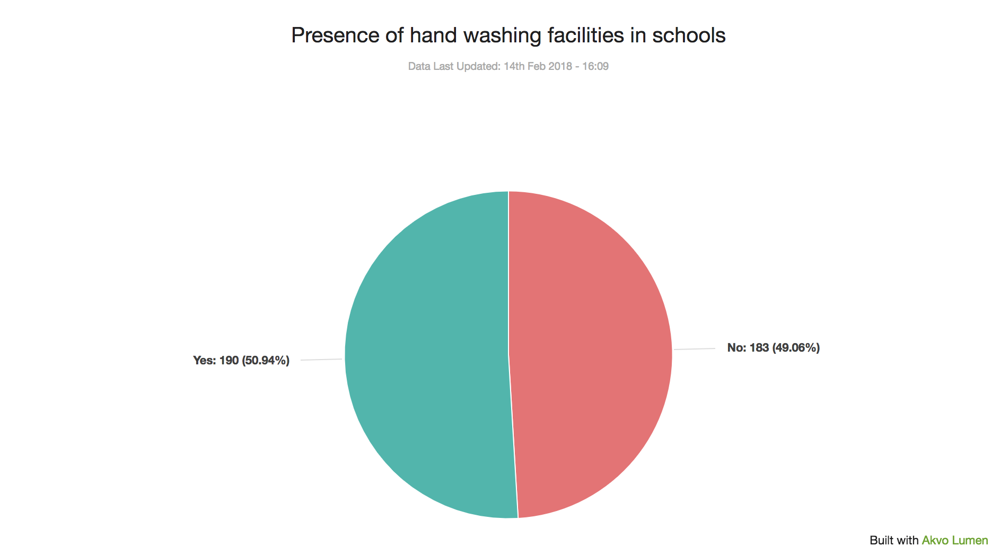 Presence of hand washing facilities in schools
Data Last Updated: 14th Feb 2018 - 16:09
No: 183 (49.06%)
Yes: 190 (50.94%)
Built with Akvo Lumen